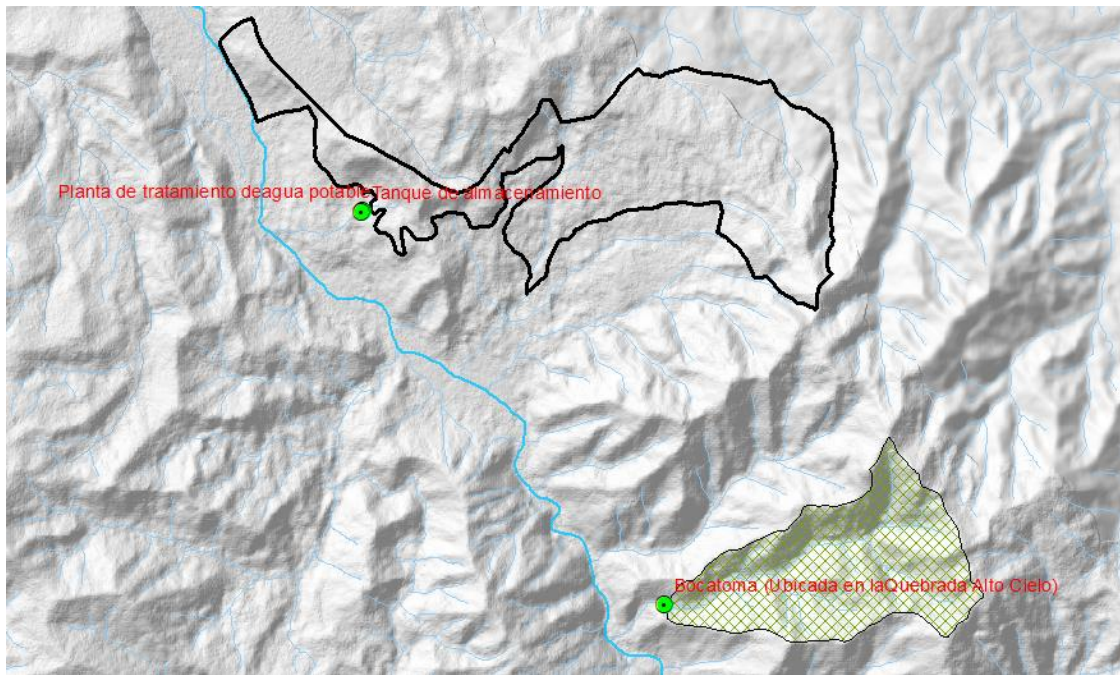 Planta de tratamiento deagua potable
Tanque de almacenamiento
Bocatoma (Ubicada en laQuebrada Alto Cielo)